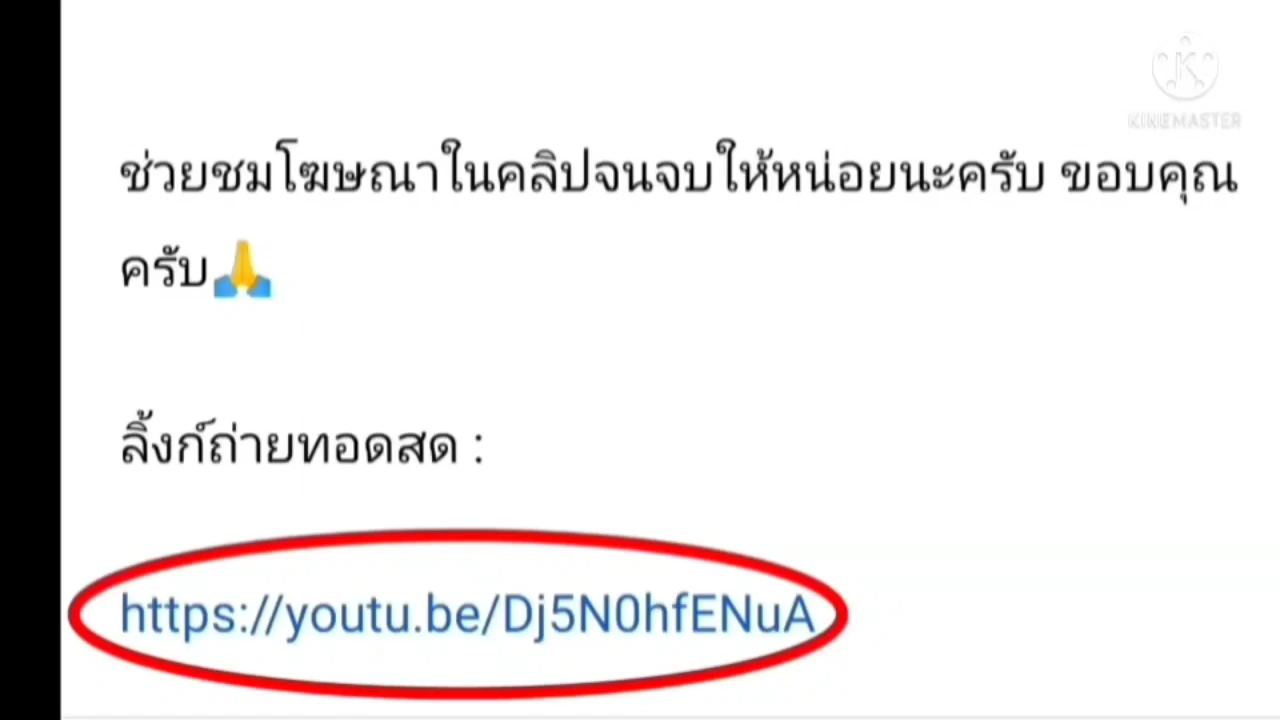 KINEMASTER
ช่วยชมโฆษณาในคลิปจนจบให้หน่อยนะครับ ขอบคุณ
ครับ🙏
ลิ้งก์ถ่ายทอดสด :
https://youtu.be/Dj5N0hfENuA